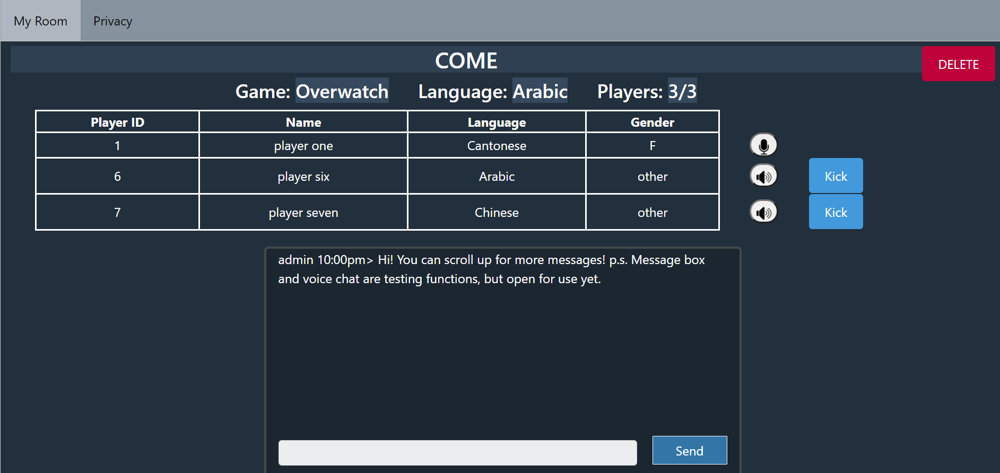 My Room Privacy
COME
DELETE
Game: Overwatch Language: Arabic Players: 3/3
Player ID Name Language Gender
1 player one Cantonese F
6 player six Arabic other Kick
7 player seven Chinese other Kick
admin 10:00pm> Hi! You can scroll up for more messages! p.s. Message box
and voice chat are testing functions, but open for use yet.
Send